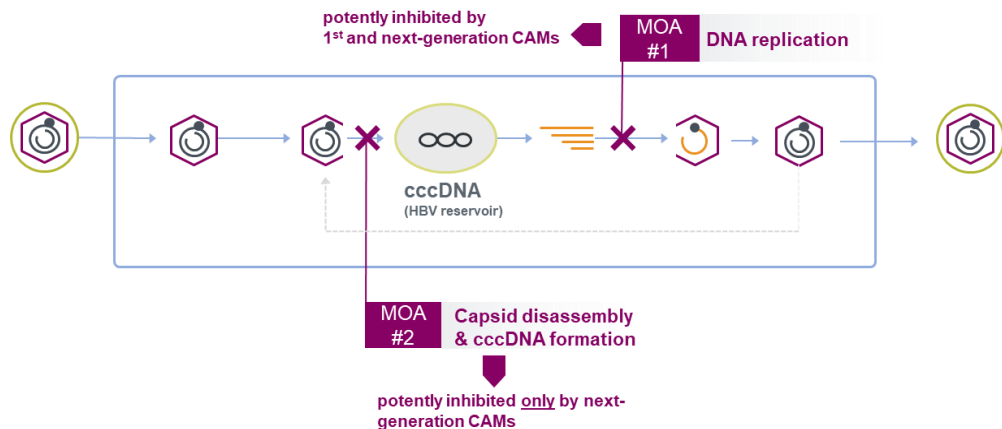 potently inhibited by
1st and next-generation CAMs
MOA
#1
DNA replication
cccDNA
(HBV reservoir)
MOA
#2
Capsid disassembly
& cccDNA formation
potently inhibited only by next-
generation CAMs